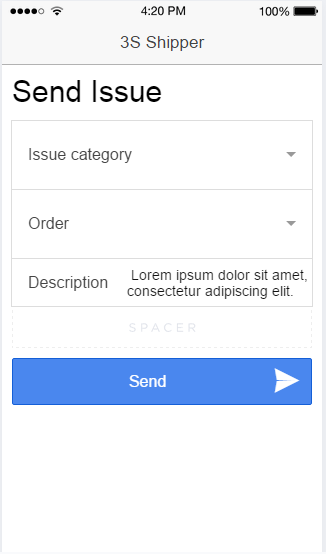 4:20 PM
100%
3S Shipper
Send Issue
Issue category
Order
Description
Lorem ipsum dolor sit amet,
consectetur adipiscing elit.
SPACER
Send